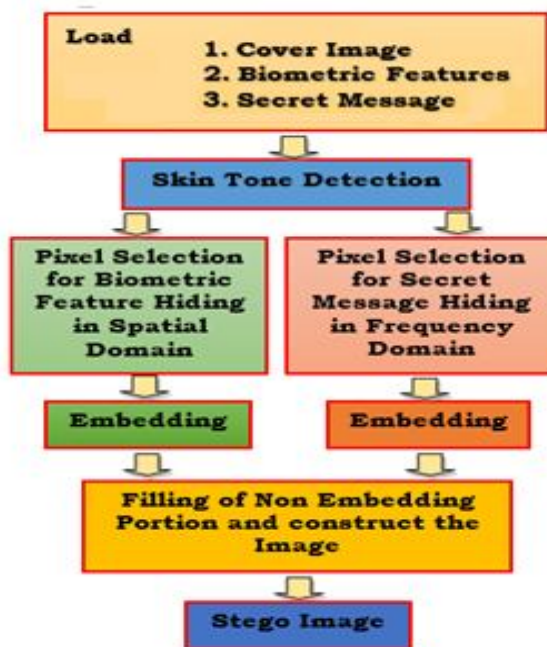 Load
1. Cover Image
2. Biometric Features
3. Secret Message
Skin Tone Detection
Pixel Selection
for Biometric
Feature Hiding
in Spatial
Domain
Pixel Selection
for Secret
Message Hiding
in Frequency
Domain
Embedding
Embedding
Filling of Non Embedding
Portion and construct the
Image
Stego Image